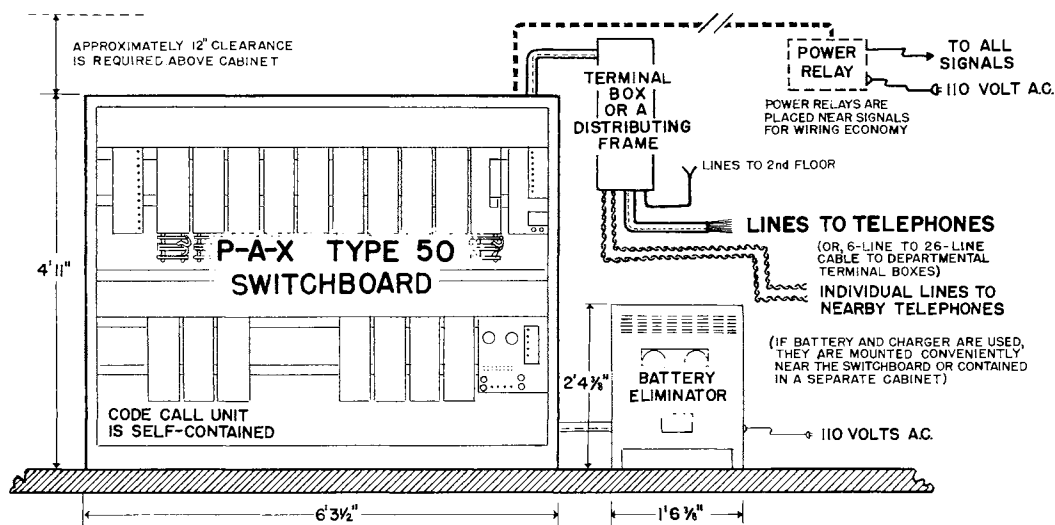 APPROXIMATELY 12" CLEARANCE
IS REQUIRED ABOVE CABINET
4'11"
P-A-X TYPE 50
SWITCHBOARD
CODE CALL UNIT
IS SELF-CONTAINED
6'3½"
TERMINAL
BOX
OR A
DISTRIBUTING
FRAME
POWER
RELAY
TO ALL
SIGNALS
110 VOLT A.C.
POWER RELAYS ARE
PLACED NEAR SIGNALS
FOR WIRING ECONOMY
LINES TO 2nd FLOOR
LINES TO TELEPHONES
(OR, 6-LINE TO 26-LINE
CABLE TO DEPARTMENTAL
TERMINAL BOXES)
INDIVIDUAL LINES TO
NEARBY TELEPHONES
(IF BATTERY AND CHARGER ARE USED,
THEY ARE MOUNTED CONVENIENTLY
NEAR THE SWITCHBOARD OR CONTAINED
IN A SEPARATE CABINET)
2'4⅜"
BATTERY
ELIMINATOR
110 VOLTS A.C.
1'6⅜"